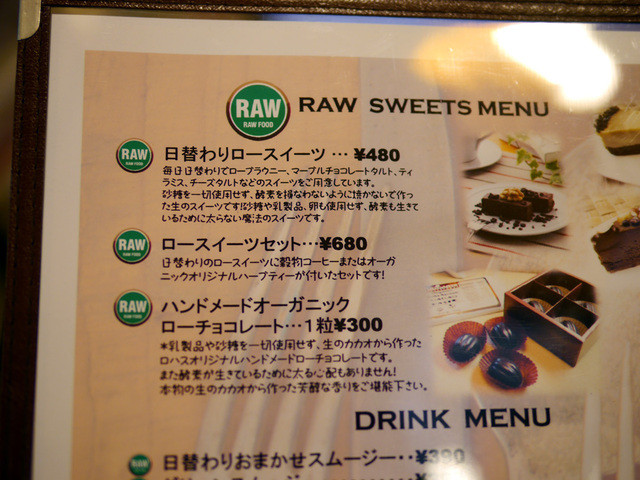 RAW
RAW FOOD
RAW SWEETS MENU
RAW
RAW FOOD
日替わりロースイーツ … ¥480
毎日日替わりでローブラウニー、マーブルチョコレートタルト、ティ
ラミス、チーズタルトなどのスイーツをご用意しています。
砂糖を一切使用せず、酵素を損なわないように焼かないで作っ
た生のスイーツです!砂糖や乳製品、卵も使用せず、酵素も生きて
いるために太らない魔法のスイーツです。
RAW
RAW FOOD
ロースイーツセット…¥680
日替わりのロースイーツに穀物コーヒーまたはオーガ
ニックオリジナルハーブティーが付いたセットです!
RAW
RAW FOOD
ハンドメードオーガニック
ローチョコレート…1粒¥300
*乳製品や砂糖を一切使用せず、生のカカオから作った
ロハスオリジナルハンドメードローチョコレートです。
また酵素が生きているために太る心配もありません!
本物の生のカカオから作った芳醇な香りをご堪能下さい。
DRINK MENU
RAW
日替わりおまかせスムージー‥¥390